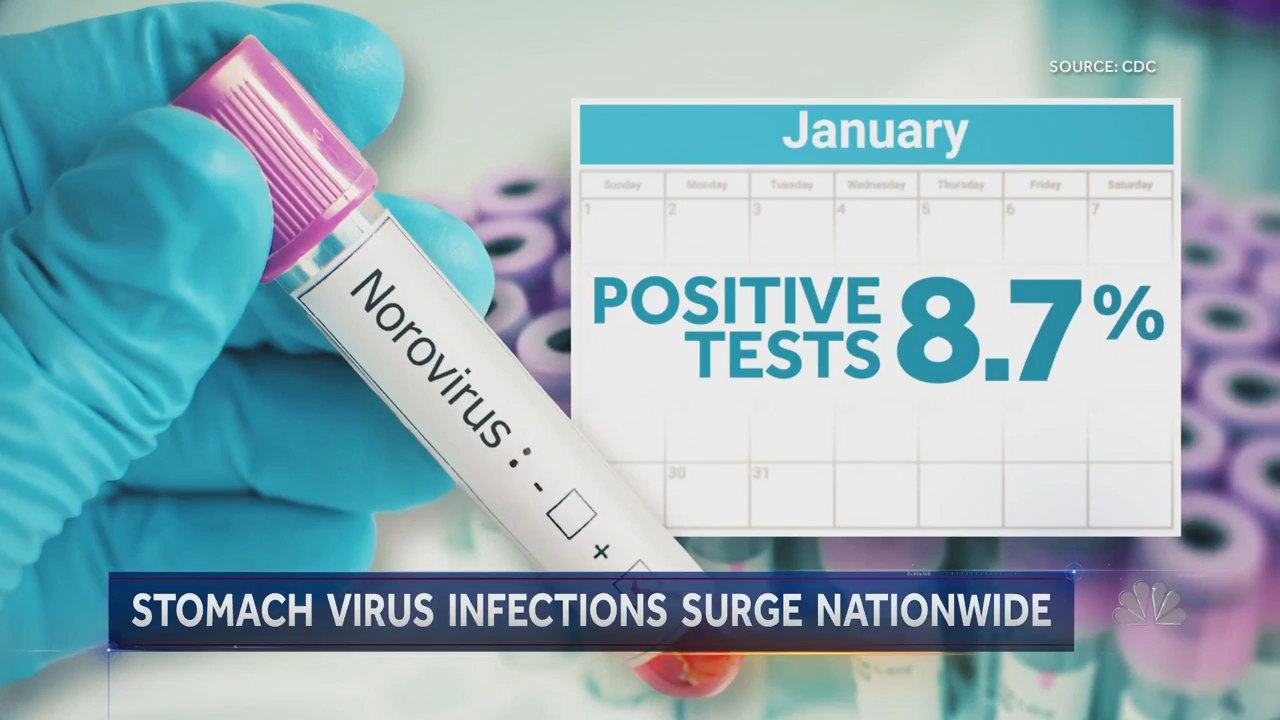 SOURCE: CDC
January
Sunday Monday Tuesday Wednesday Thursday Friday Saturday
1 2 3 4 5 6 7
POSITIVE
TESTS
8.7%
30 31
Norovirus : - +
STOMACH VIRUS INFECTIONS SURGE NATIONWIDE